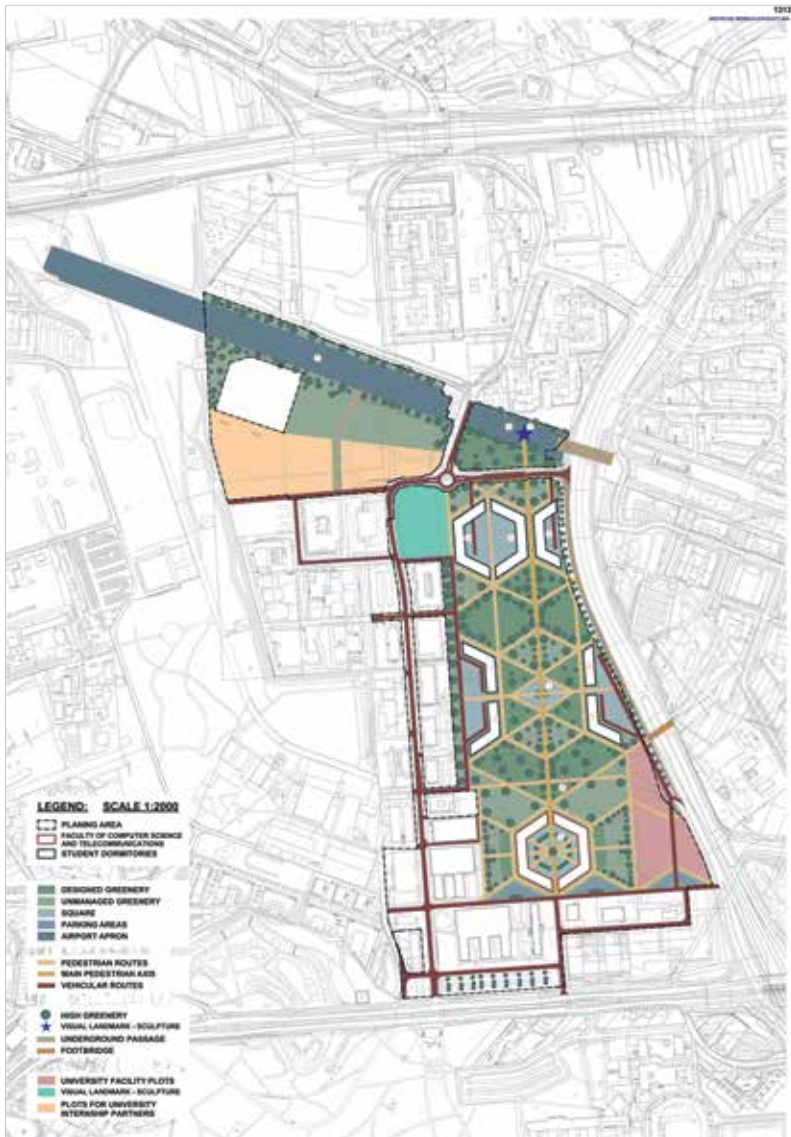 1313
LEGEND: SCALE 1:2000
PLANING AREA
FACULTY OF COMPUTER SCIENCE
AND TELECOMMUNICATIONS
STUDENT DORMITORIES
DESIGNED GREENERY
UNMANAGED GREENERY
SQUARE
PARKING AREAS
AIRPORT APRON
PEDESTRIAN ROUTES
MAIN PEDESTRIAN AXIS
VEHICULAR ROUTES
HIGH GREENERY
VISUAL LANDMARK - SCULPTURE
UNDERGROUND PASSAGE
FOOTBRIDGE
UNIVERSITY FACILITY PLOTS
VISUAL LANDMARK - SCULPTURE
PLOTS FOR UNIVERSITY
INTERNSHIP PARTNERS